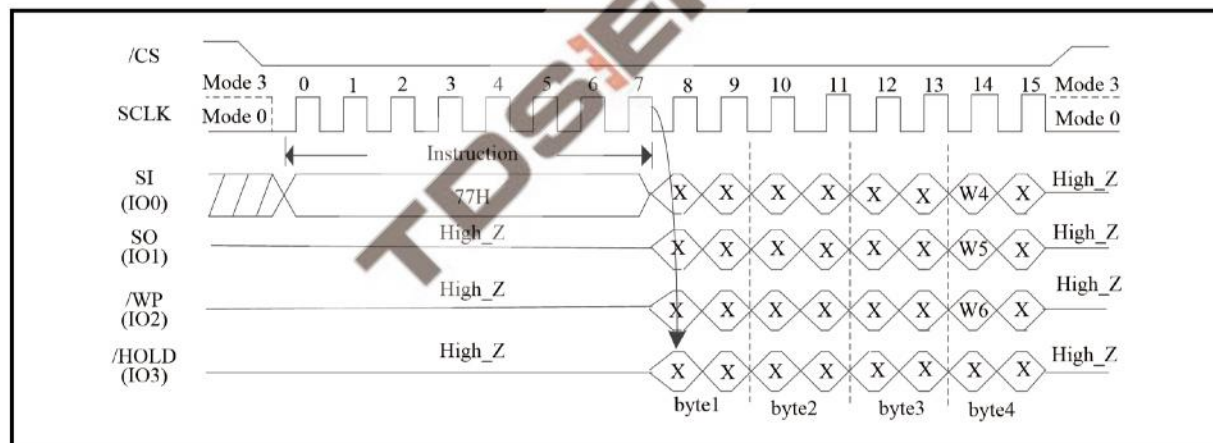 /CS
Mode 3 0 1 2 3 4 5 6 7 8 9 10 11 12 13 14 15 Mode 3
SCLK Mode 0 Mode 0
Instruction
SI (IO0) 77H X X X X X X W4 X High_Z
SO (IO1) High_Z X X X X X X W5 X High_Z
/WP (IO2) High_Z X X X X X X W6 X High_Z
/HOLD (IO3) High_Z X X X X X X X X High_Z
byte1 byte2 byte3 byte4